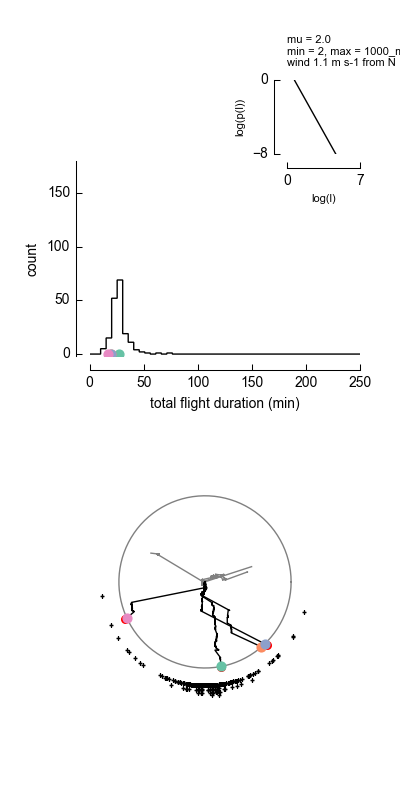 mu = 2.0
min = 2, max = 1000_m
wind 1.1 m s-1 from N
0
log(p(l))
−8
0
7
log(l)
150
100
50
0
count
0
50
100
150
200
250
total flight duration (min)